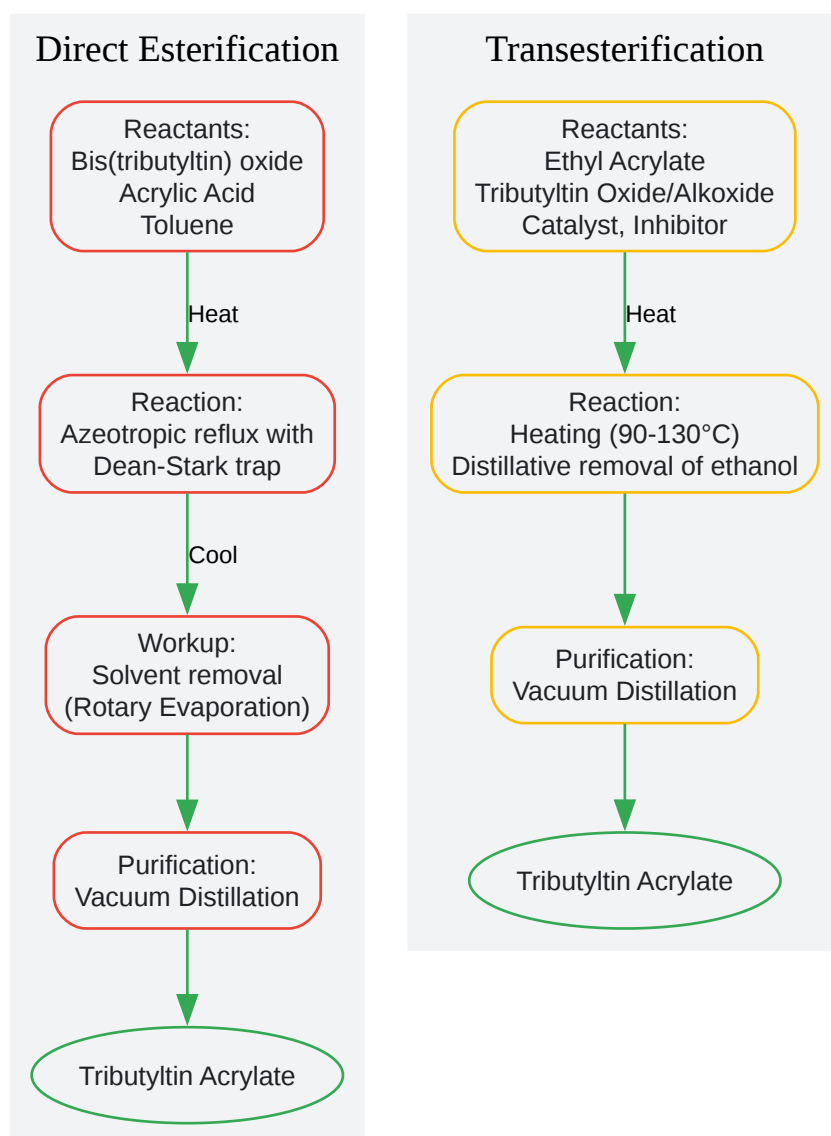 Direct Esterification
Reactants:
Bis(tributyltin) oxide
Acrylic Acid
Toluene
Heat
Reaction:
Azeotropic reflux with
Dean-Stark trap
Cool
Workup:
Solvent removal
(Rotary Evaporation)
Purification:
Vacuum Distillation
Tributyltin Acrylate
Transesterification
Reactants:
Ethyl Acrylate
Tributyltin Oxide/Alkoxide
Catalyst, Inhibitor
Heat
Reaction:
Heating (90-130°C)
Distillative removal of ethanol
Purification:
Vacuum Distillation
Tributyltin Acrylate